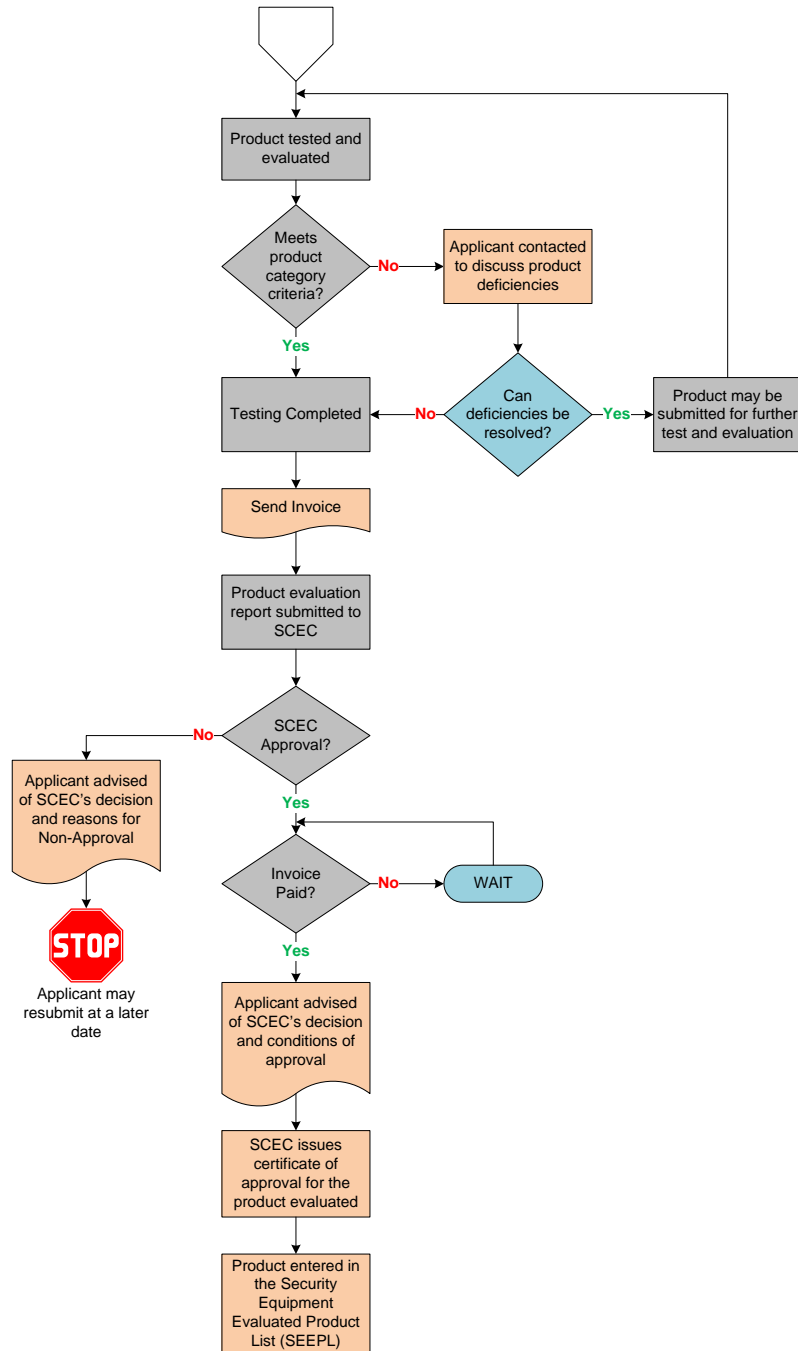 Product tested and
evaluated
Meets
product
category
criteria?
No
Applicant contacted
to discuss product
deficiencies
Yes
Testing Completed
No
Can
deficiencies be
resolved?
Yes
Product may be
submitted for further
test and evaluation
Send Invoice
Product evaluation
report submitted to
SCEC
SCEC
Approval?
No
Applicant advised
of SCEC's decision
and reasons for
Non-Approval
STOP
Applicant may
resubmit at a later
date
Yes
Invoice
Paid?
No
WAIT
Yes
Applicant advised
of SCEC's decision
and conditions of
approval
SCEC issues
certificate of
approval for the
product evaluated
Product entered in
the Security
Equipment
Evaluated Product
List (SEEPL)